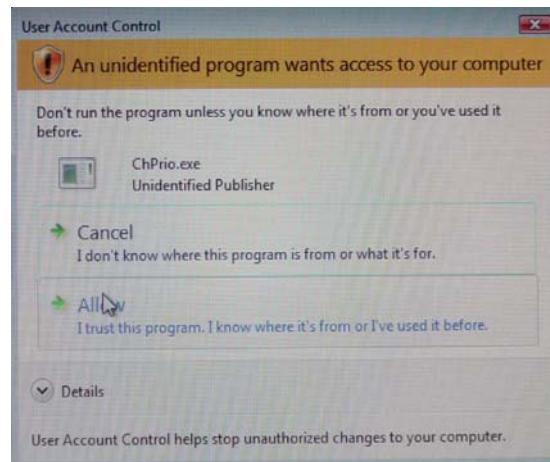 User Account Control
An unidentified program wants access to your computer
Don't run the program unless you know where it's from or you've used it
before.
ChPrio.exe
Unidentified Publisher
Cancel
I don't know where this program is from or what it's for.
Allow
I trust this program. I know where it's from or I've used it before.
Details
User Account Control helps stop unauthorized changes to your computer.